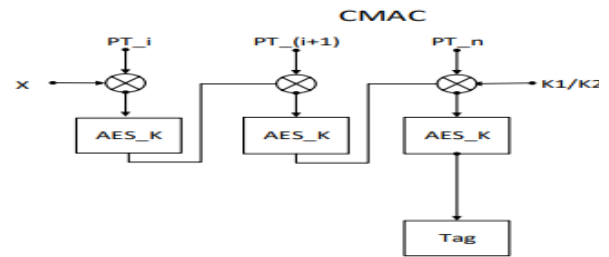 CMAC
PT_i PT_(i+1) PT_n
X K1/K2
AES_K AES_K AES_K
Tag